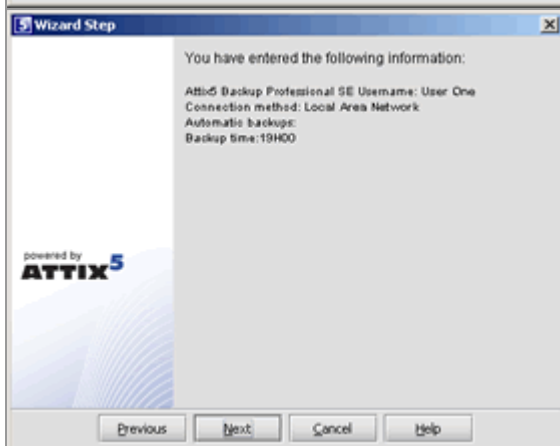 5 Wizard Step
You have entered the following information:
Attix5 Backup Professional SE Username: User One
Connection method: Local Area Network
Automatic backups:
Backup time:19H00
powered by
ATTIX5
Previous
Next
Cancel
Help